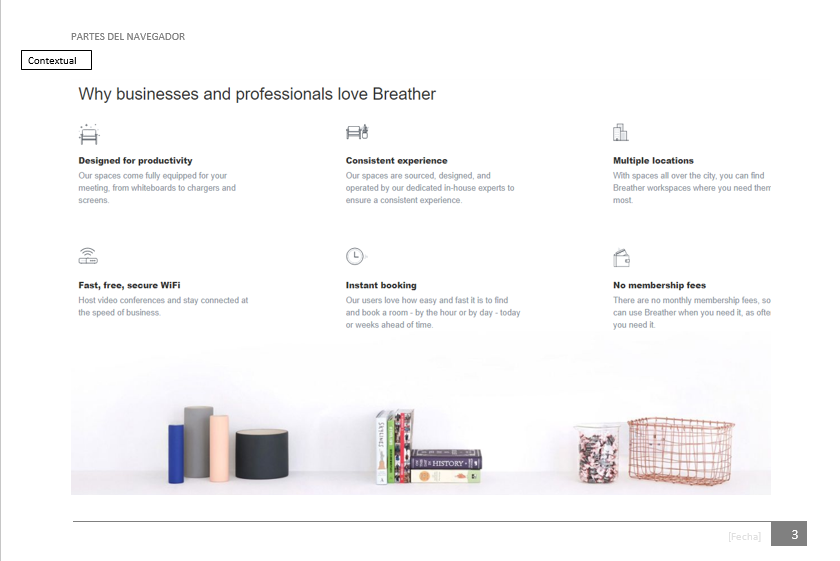 PARTES DEL NAVEGADOR
Contextual
Why businesses and professionals love Breather
Designed for productivity
Our spaces come fully equipped for your
meeting, from whiteboards to chargers and
screens.
Consistent experience
Our spaces are sourced, designed, and
operated by our dedicated in-house experts to
ensure a consistent experience.
Multiple locations
With spaces all over the city, you can find
Breather workspaces where you need them
most.
Fast, free, secure WiFi
Host video conferences and stay connected at
the speed of business.
Instant booking
Our users love how easy and fast it is to find
and book a room - by the hour or by day - today
or weeks ahead of time.
No membership fees
There are no monthly membership fees, so
can use Breather when you need it, as ofte
you need it.
HISTORY
[Fecha]
3